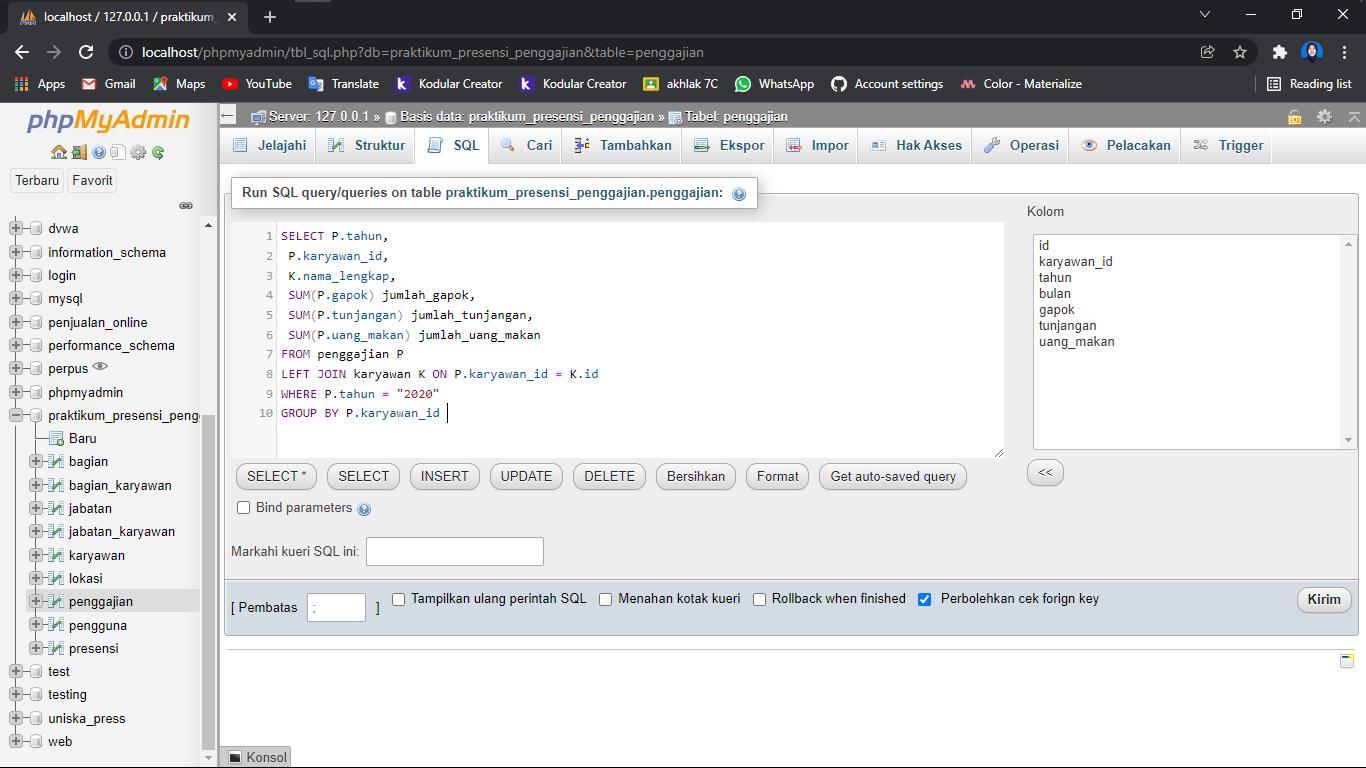 localhost / 127.0.0.1 / praktikum_
localhost/phpmyadmin/tbl_sql.php?db=praktikum_presensi_penggajian&table=penggajian
Apps Gmail Maps YouTube Translate Kodular Creator Kodular Creator akhlak 7C WhatsApp Account settings Color - Materialize Reading list
phpMyAdmin
Server: 127.0.0.1 » Basis data: praktikum_presensi_penggajian » Tabel: penggajian
Jelajahi Struktur SQL Cari Tambahkan Ekspor Impor Hak Akses Operasi Pelacakan Trigger
Terbaru Favorit
dvwa
information_schema
login
mysql
penjualan_online
performance_schema
perpus
phpmyadmin
praktikum_presensi_peng
Baru
bagian
bagian_karyawan
jabatan
jabatan_karyawan
karyawan
lokasi
penggajian
pengguna
presensi
test
testing
uniska_press
web
Run SQL query/queries on table praktikum_presensi_penggajian.penggajian:
1 SELECT P.tahun,
2 P.karyawan_id,
3 K.nama_lengkap,
4 SUM(P.gapok) jumlah_gapok,
5 SUM(P.tunjangan) jumlah_tunjangan,
6 SUM(P.uang_makan) jumlah_uang_makan
7 FROM penggajian P
8 LEFT JOIN karyawan K ON P.karyawan_id = K.id
9 WHERE P.tahun = "2020"
10 GROUP BY P.karyawan_id
Kolom
id
karyawan_id
tahun
bulan
gapok
tunjangan
uang_makan
<<
SELECT * SELECT INSERT UPDATE DELETE Bersihkan Format Get auto-saved query
Bind parameters
Markahi kueri SQL ini:
[ Pembatas ; ] Tampilkan ulang perintah SQL Menahan kotak kueri Rollback when finished Perbolehkan cek forign key Kirim
Konsol